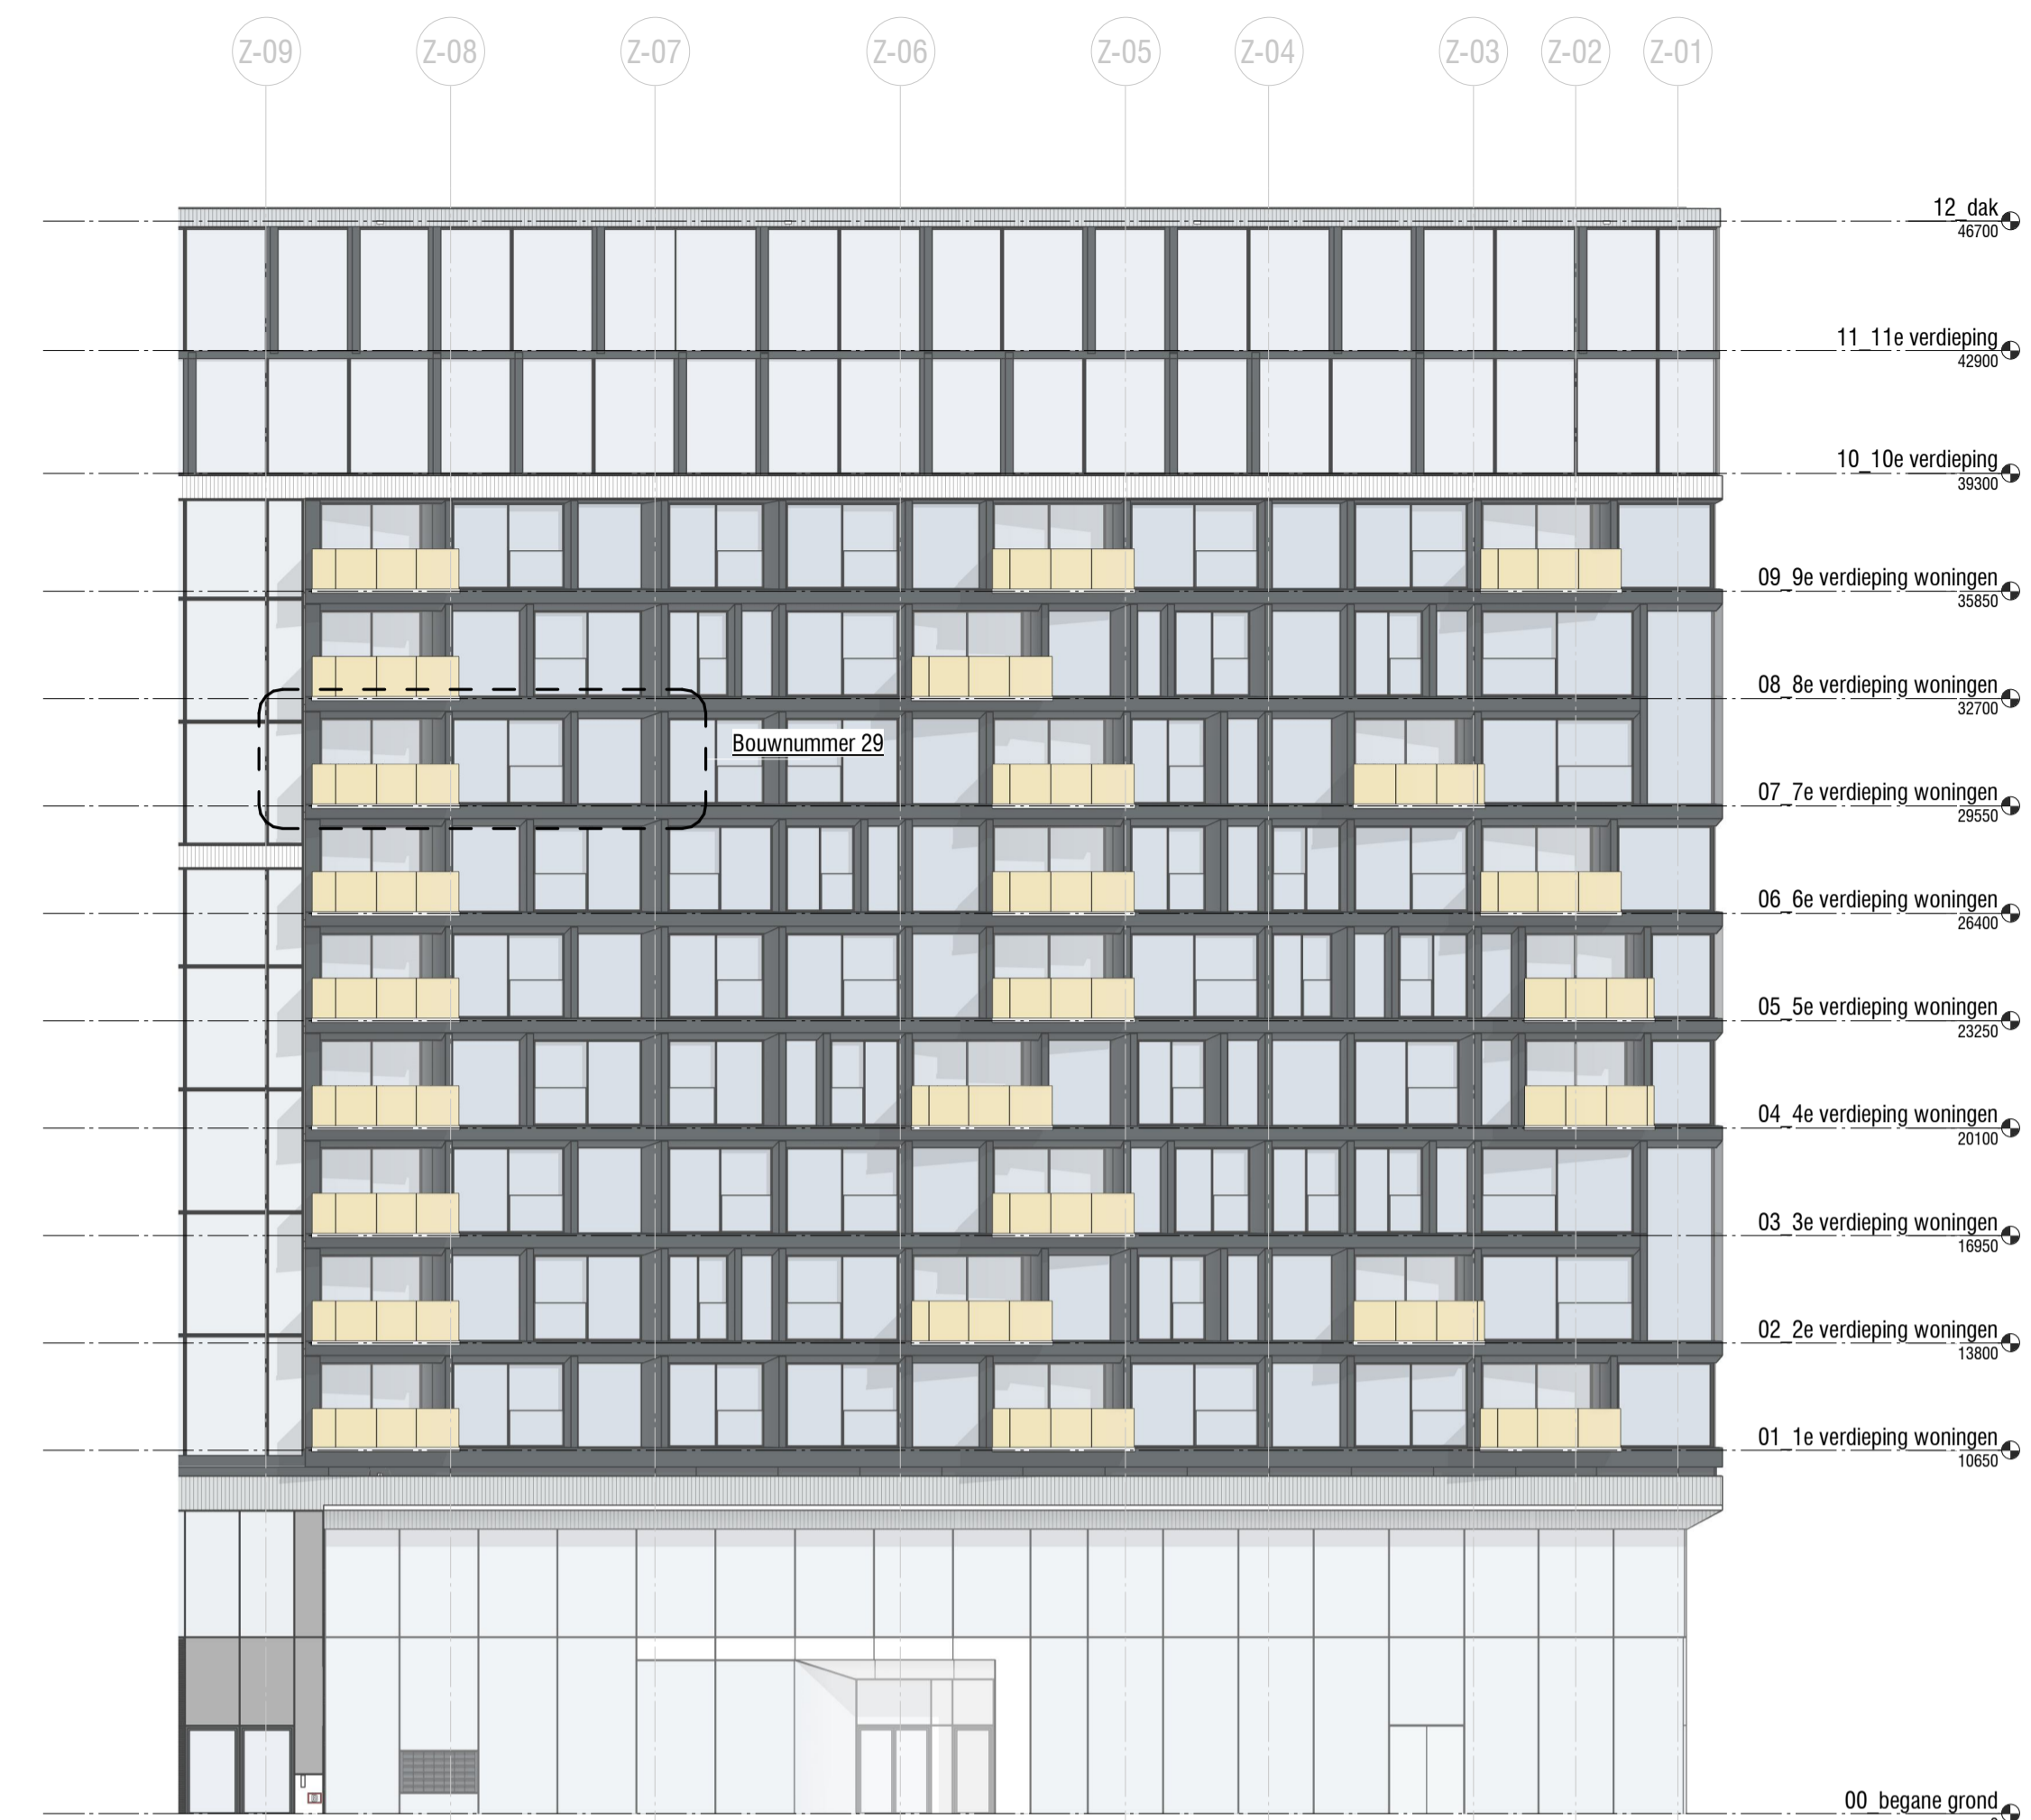 Z-09 Z-08 Z-07 Z-06 Z-05 Z-04 Z-03 Z-02 Z-01
12_dak
46700
11_11e verdieping
42900
10_10e verdieping
39300
09_9e verdieping woningen
35850
08_8e verdieping woningen
32700
Bouwnummer 29
07_7e verdieping woningen
29550
06_6e verdieping woningen
26400
05_5e verdieping woningen
23250
04_4e verdieping woningen
20100
03_3e verdieping woningen
16950
02_2e verdieping woningen
13800
01_1e verdieping woningen
10650
00_begane grond